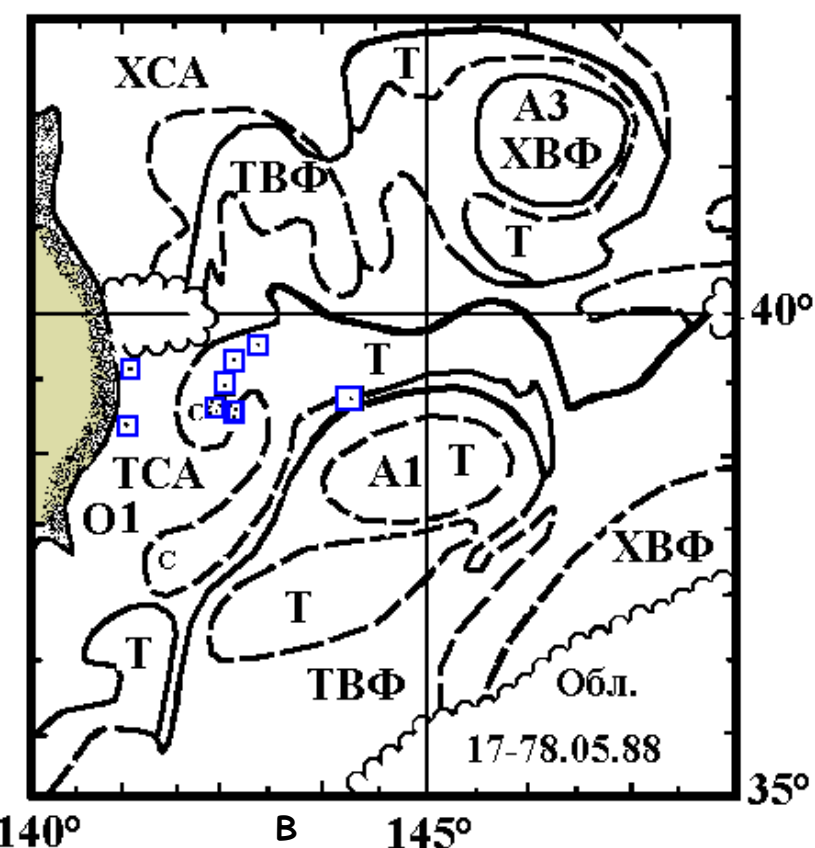 ХСА
Т
А3
ХВФ
ТВФ
Т
40°
Т
с
ТСА
А1 Т
О1
ХВФ
с
Т
Т
ТВФ
Обл.
17-78.05.88
35°
140° В 145°